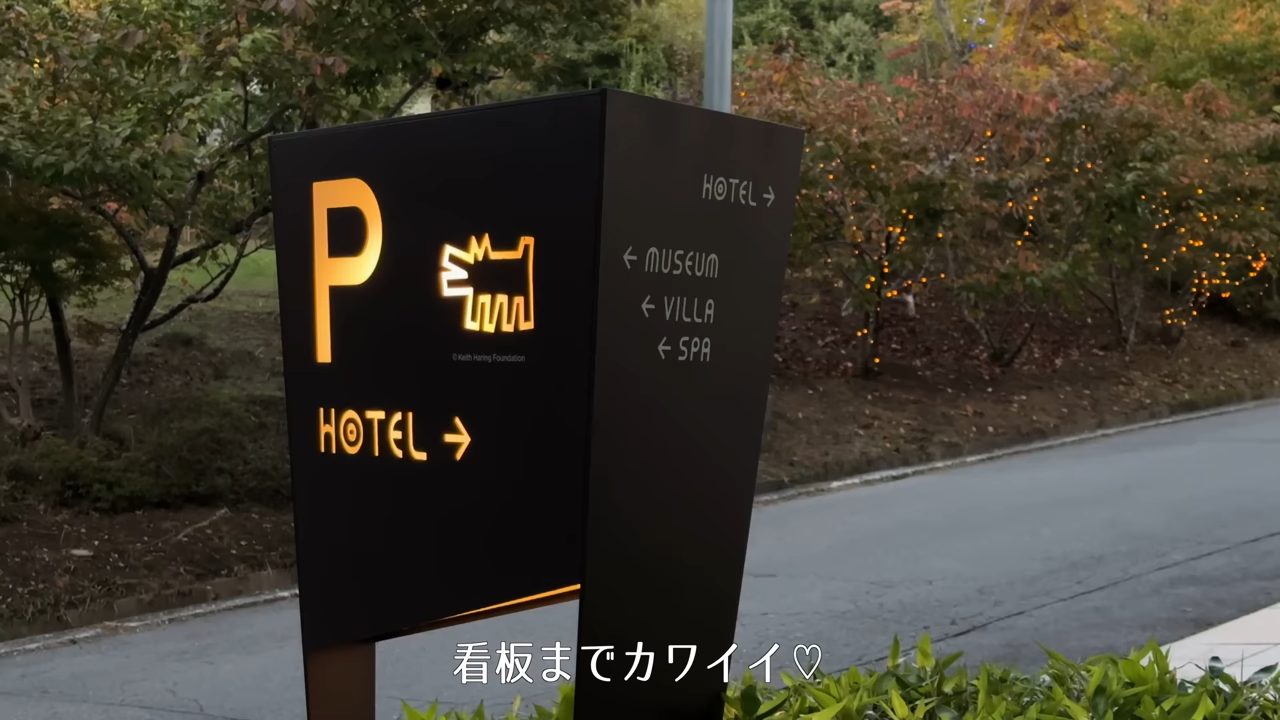 P
© Keith Haring Foundation
HOTEL →
HOTEL →
← MUSEUM
← VILLA
← SPA
看板までカワイイ♡